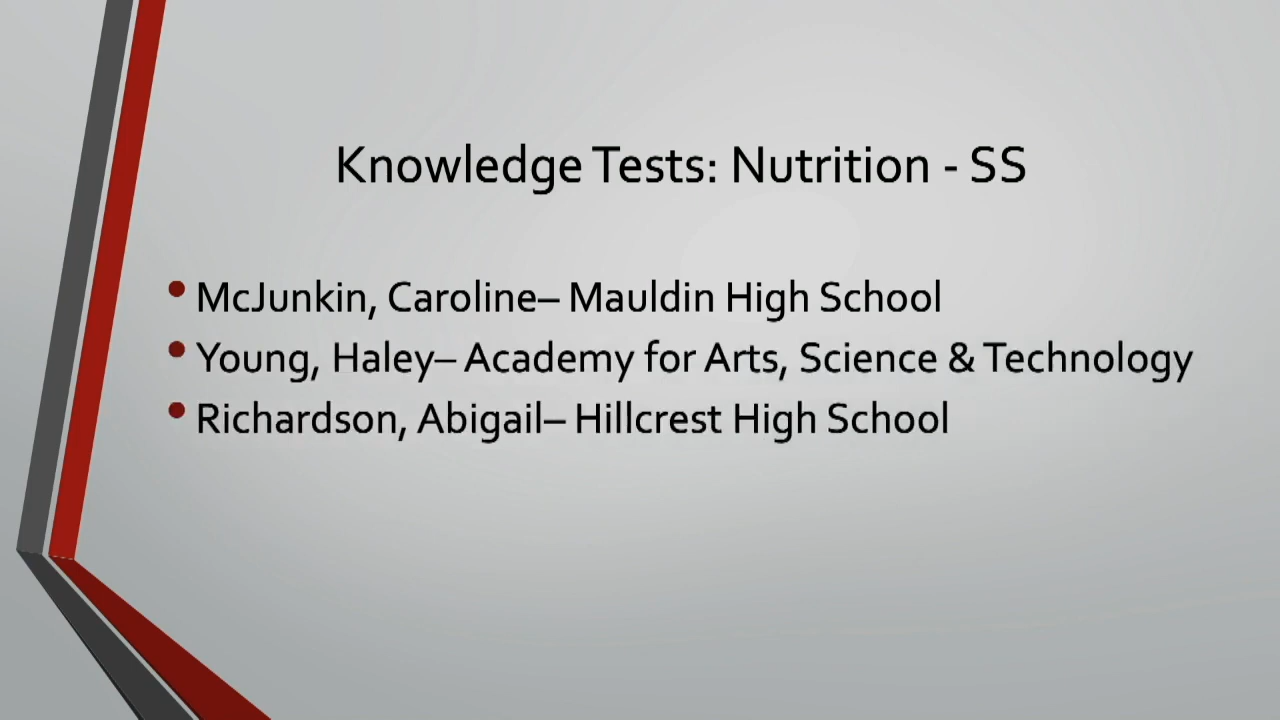 Knowledge Tests: Nutrition - SS
• McJunkin, Caroline– Mauldin High School
• Young, Haley– Academy for Arts, Science & Technology
• Richardson, Abigail– Hillcrest High School